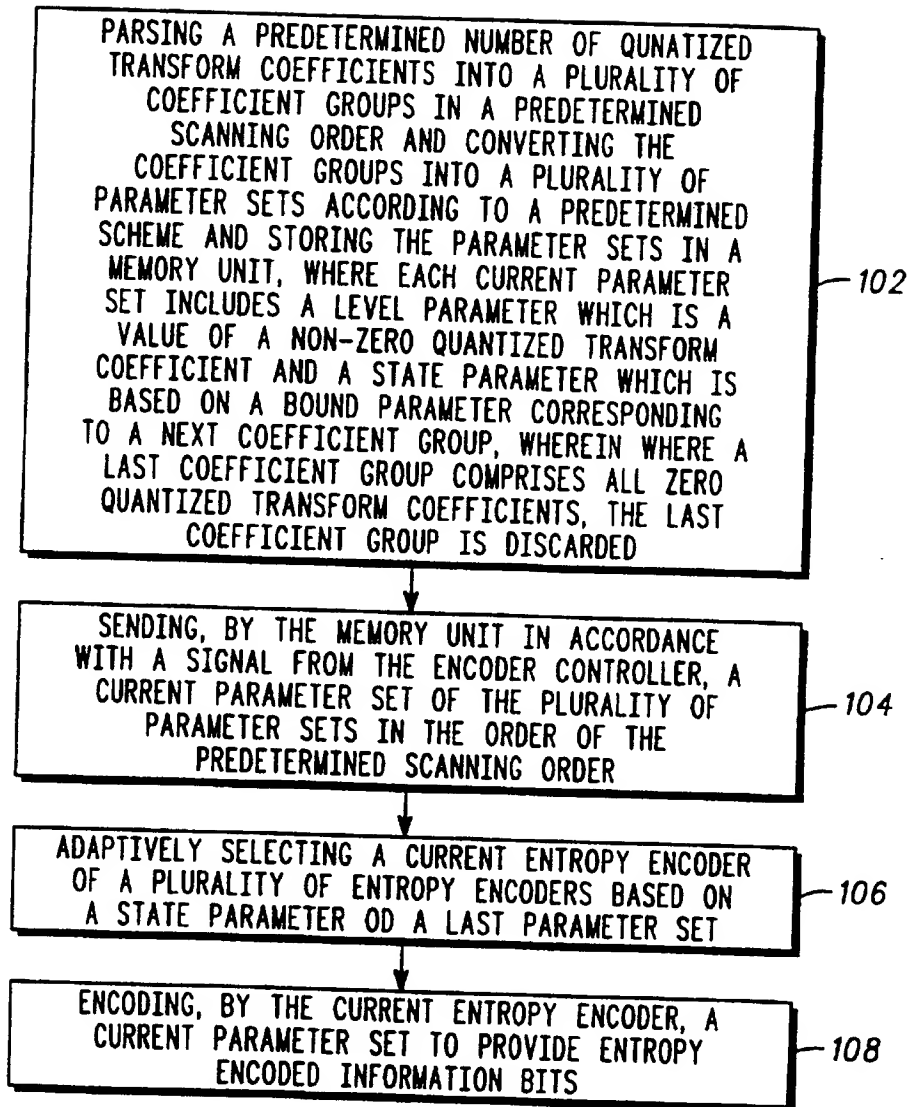 PARSING A PREDETERMINED NUMBER OF QUNATIZED
TRANSFORM COEFFICIENTS INTO A PLURALITY OF
COEFFICIENT GROUPS IN A PREDETERMINED
SCANNING ORDER AND CONVERTING THE
COEFFICIENT GROUPS INTO A PLURALITY OF
PARAMETER SETS ACCORDING TO A PREDETERMINED
SCHEME AND STORING THE PARAMETER SETS IN A
MEMORY UNIT, WHERE EACH CURRENT PARAMETER
SET INCLUDES A LEVEL PARAMETER WHICH IS A
VALUE OF A NON-ZERO QUANTIZED TRANSFORM
COEFFICIENT AND A STATE PARAMETER WHICH IS
BASED ON A BOUND PARAMETER CORRESPONDING
TO A NEXT COEFFICIENT GROUP, WHEREIN WHERE A
LAST COEFFICIENT GROUP COMPRISES ALL ZERO
QUANTIZED TRANSFORM COEFFICIENTS, THE LAST
COEFFICIENT GROUP IS DISCARDED
102
SENDING, BY THE MEMORY UNIT IN ACCORDANCE
WITH A SIGNAL FROM THE ENCODER CONTROLLER, A
CURRENT PARAMETER SET OF THE PLURALITY OF
PARAMETER SETS IN THE ORDER OF THE
PREDETERMINED SCANNING ORDER
104
ADAPTIVELY SELECTING A CURRENT ENTROPY ENCODER
OF A PLURALITY OF ENTROPY ENCODERS BASED ON
A STATE PARAMETER OD A LAST PARAMETER SET
106
ENCODING, BY THE CURRENT ENTROPY ENCODER, A
CURRENT PARAMETER SET TO PROVIDE ENTROPY
ENCODED INFORMATION BITS
108